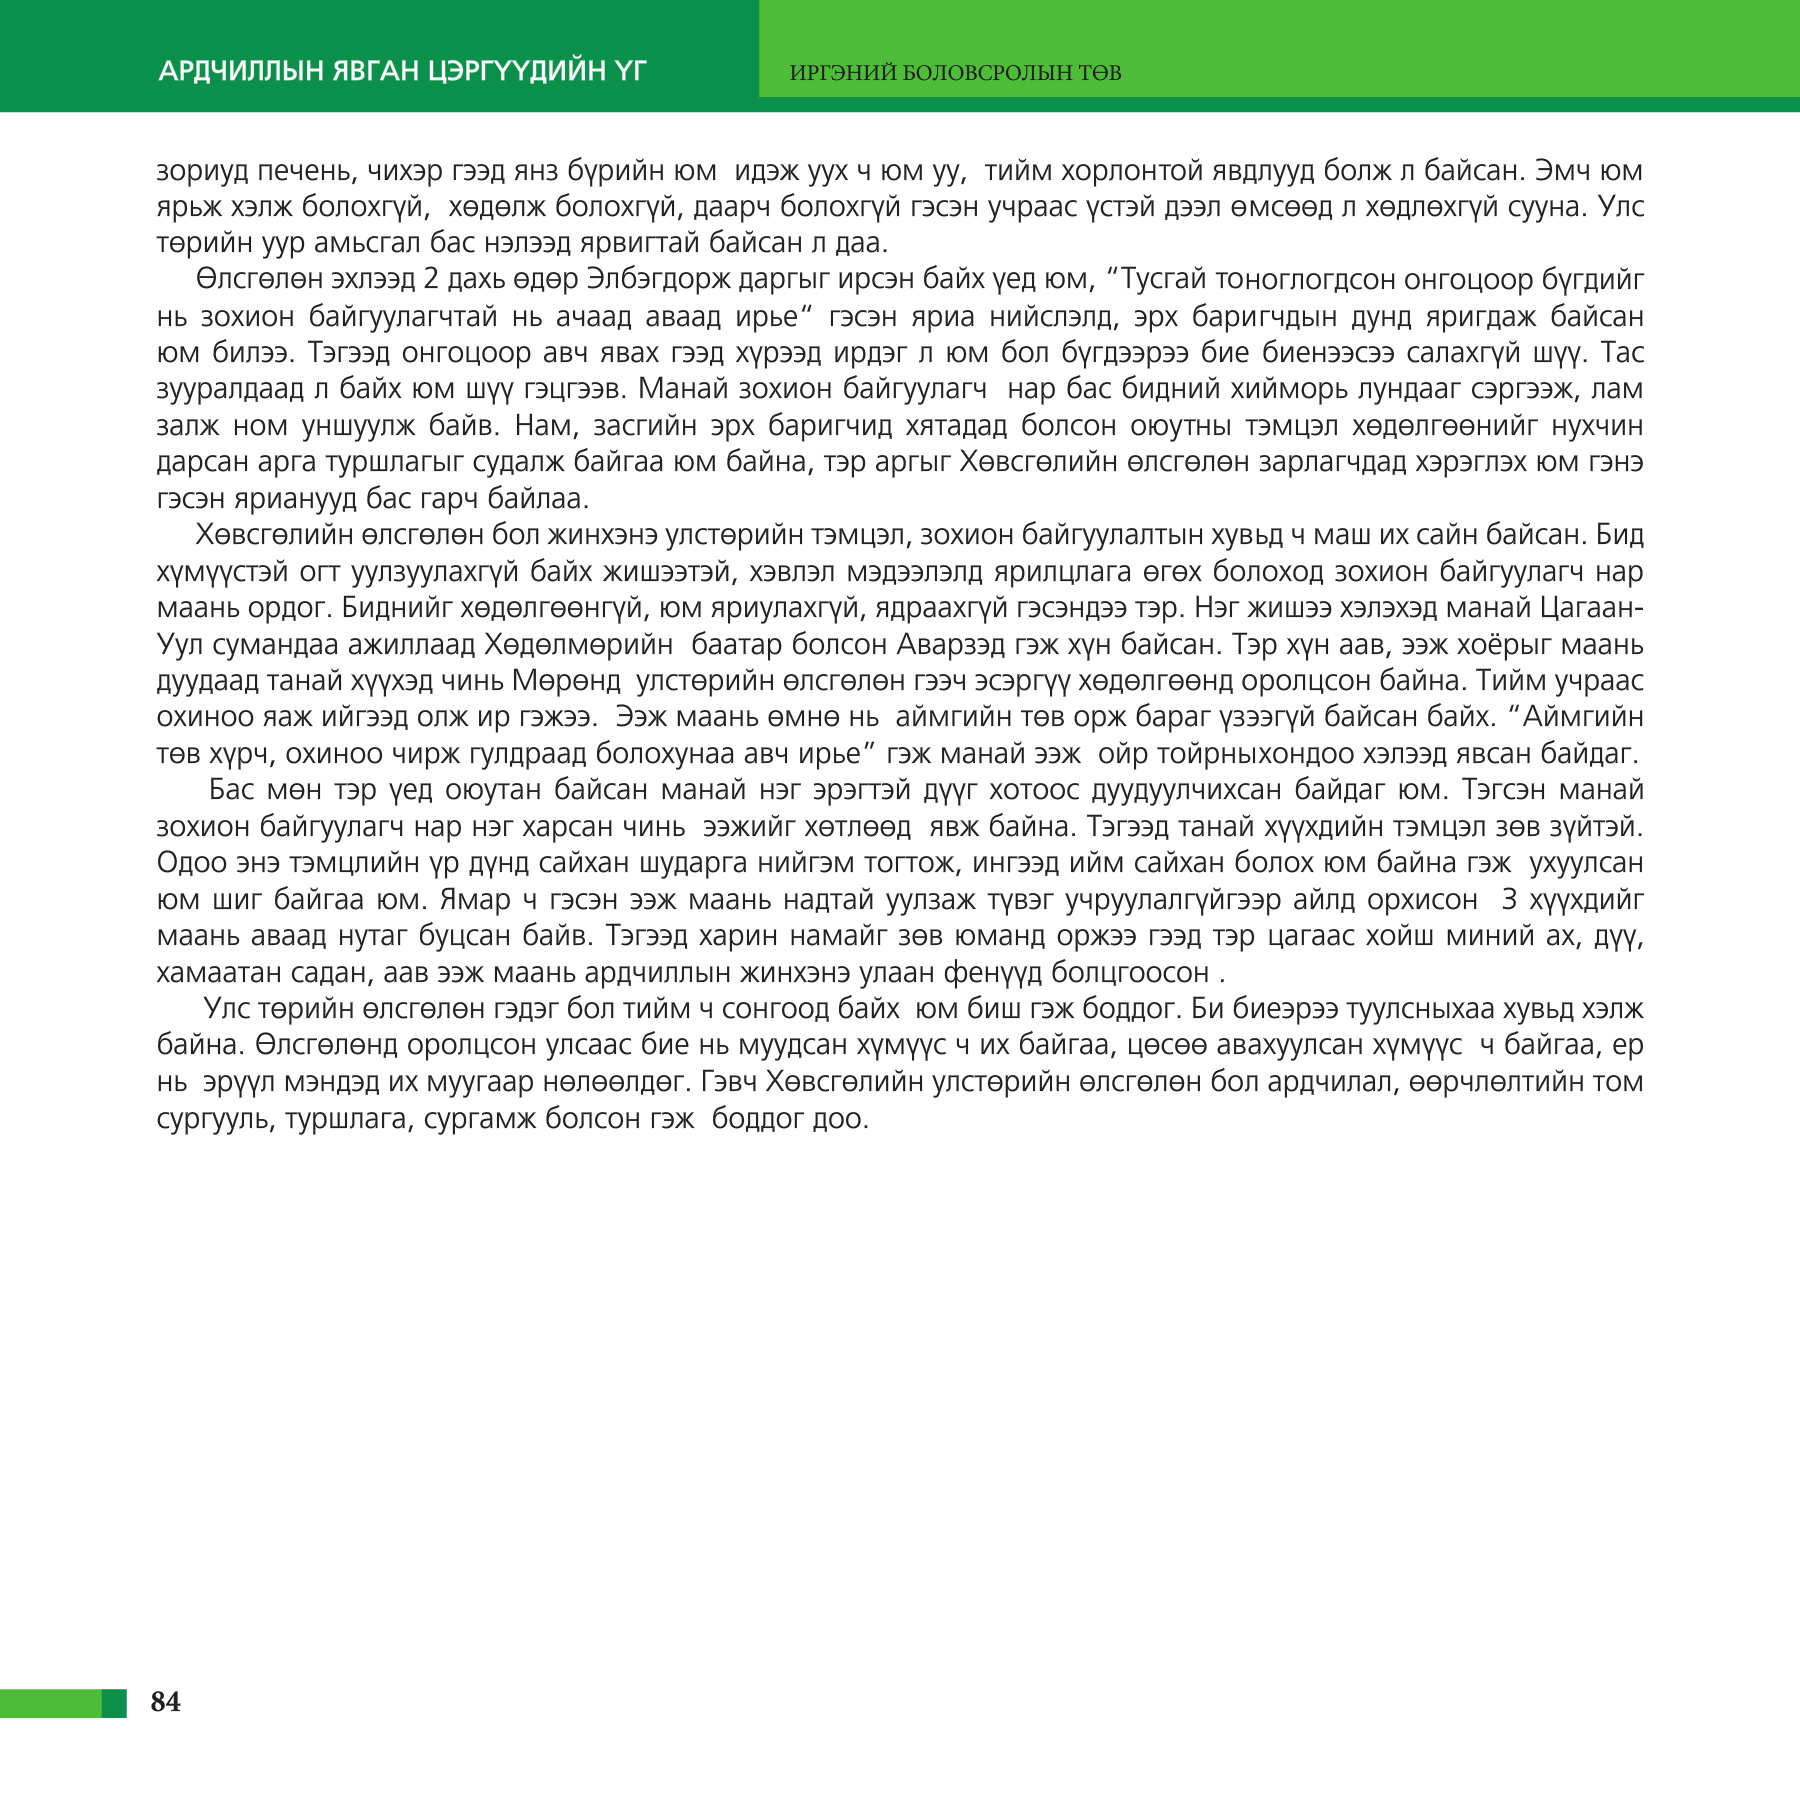 АРДЧИЛЛЫН ЯВГАН ЦЭРГҮҮДИЙН ҮГ
ИРГЭНИЙ БОЛОВСРОЛЫН ТӨВ
зориуд печень, чихэр гээд янз бүрийн юм  идэж уух ч юм уу,  тийм хорлонтой явдлууд болж л байсан. Эмч юм
ярьж хэлж болохгүй,  хөдөлж болохгүй, даарч болохгүй гэсэн учраас үстэй дээл өмсөөд л хөдлөхгүй сууна. Улс
төрийн уур амьсгал бас нэлээд ярвигтай байсан л даа.
Өлсгөлөн эхлээд 2 дахь өдөр Элбэгдорж даргыг ирсэн байх үед юм, “Тусгай тоноглогдсон онгоцоор бүгдийг
нь зохион байгуулагчтай нь ачаад аваад ирье“ гэсэн яриа нийслэлд, эрх баригчдын дунд яригдаж байсан
юм билээ. Тэгээд онгоцоор авч явах гээд хүрээд ирдэг л юм бол бүгдээрээ бие биенээсээ салахгүй шүү. Тас
зууралдаад л байх юм шүү гэцгээв. Манай зохион байгуулагч  нар бас бидний хийморь лундааг сэргээж, лам
залж ном уншуулж байв. Нам, засгийн эрх баригчид хятадад болсон оюутны тэмцэл хөдөлгөөнийг нухчин
дарсан арга туршлагыг судалж байгаа юм байна, тэр аргыг Хөвсгөлийн өлсгөлөн зарлагчдад хэрэглэх юм гэнэ
гэсэн яриаנууд бас гарч байлаа.
Хөвсгөлийн өлсгөлөн бол жинхэнэ улстөрийн тэмцэл, зохион байгуулалтын хувьд ч маш их сайн байсан. Бид
хүмүүстэй огт уулзуулахгүй байх жишээтэй, хэвлэл мэдээлэлд ярилцлага өгөх болоход зохион байгуулагч нар
маань ордог. Биднийг хөдөлгөөнгүй, юм яриулахгүй, ядраахгүй гэсэндээ тэр. Нэг жишээ хэлэхэд манай Цагаан-
Уул сумандаа ажиллаад Хөдөлмөрийн  баатар болсон Аварзэд гэж хүн байсан. Тэр хүн аав, ээж хоёрыг маань
дуудаад танай хүүхэд чинь Мөрөнд  улстөрийн өлсгөлөн гээч эсэргүү хөдөлгөөнд оролцсон байна. Тийм учраас
охиноо яаж ийгээд олж ир гэжээ.  Ээж маань өмнө нь  аймгийн төв орж бараг үзээгүй байсан байх. “Аймгийн
төв хүрч, охиноо чирж гулдраад болохунаа авч ирье” гэж манай ээж  ойр тойрныхондоо хэлээд явсан байдаг.
Бас мөн тэр үед оюутан байсан манай нэг эрэгтэй дүүг хотоос дуудуулчихсан байдаг юм. Тэгсэн манай
зохион байгуулагч нар нэг харсан чинь  ээжийг хөтлөөд  явж байна. Тэгээд танай хүүхдийн тэмцэл зөв зүйтэй.
Одоо энэ тэмцлийн үр дүнд сайхан шударга нийгэм тогтож, ингээд ийм сайхан болох юм байна гэж  ухуулсан
юм шиг байгаа юм. Ямар ч гэсэн ээж маань надтай уулзаж түвэг учруулалгүйгээр айлд орхисон  3 хүүхдийг
маань аваад нутаг буцсан байв. Тэгээд харин намайг зөв юманд оржээ гээд тэр цагаас хойш миний ах, дүү,
хамаатан садан, аав ээж маань ардчиллын жинхэнэ улаан фенүүд болцгоосон .
Улс төрийн өлсгөлөн гэдэг бол тийм ч сонгоод байх  юм биш гэж боддог. Би биеэрээ туулсныхаа хувьд хэлж
байна. Өлсгөлөнд оролцсон улсаас бие нь муудсан хүмүүс ч их байгаа, цөсөө авахуулсан хүмүүс  ч байгаа, ер
нь  эрүүл мэндэд их муугаар нөлөөлдөг. Гэвч Хөвсгөлийн улстөрийн өлсгөлөн бол ардчилал, өөрчлөлтийн том
сургууль, туршлага, сургамж болсон гэж  боддог доо.
84